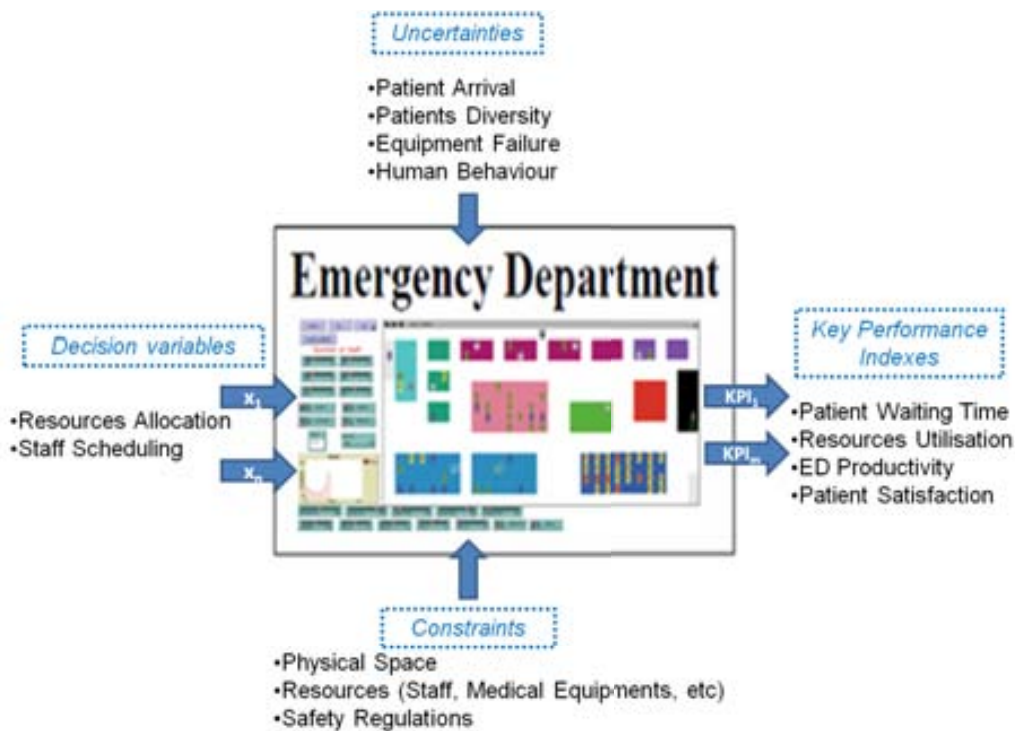 Uncertainties
•Patient Arrival
•Patients Diversity
•Equipment Failure
•Human Behaviour
Emergency Department
Decision variables
X1
•Resources Allocation
•Staff Scheduling
Xn
Key Performance
Indexes
KPI1
KPIm
•Patient Waiting Time
•Resources Utilisation
•ED Productivity
•Patient Satisfaction
Constraints
•Physical Space
•Resources (Staff, Medical Equipments, etc)
•Safety Regulations